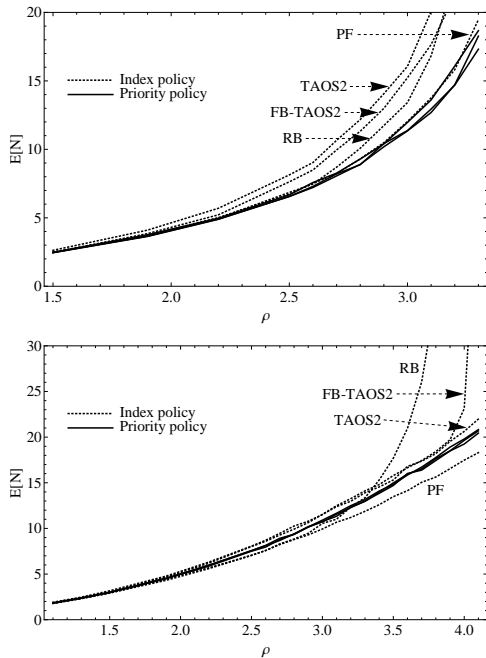 20
15
10
5
0
E[N]
PF
Index policy
Priority policy
TAOS2
FB-TAOS2
RB
1.5 2.0 2.5 3.0
ρ
30
25
20
15
10
5
0
E[N]
RB
FB-TAOS2
Index policy
Priority policy
TAOS2
PF
1.5 2.0 2.5 3.0 3.5 4.0
ρ